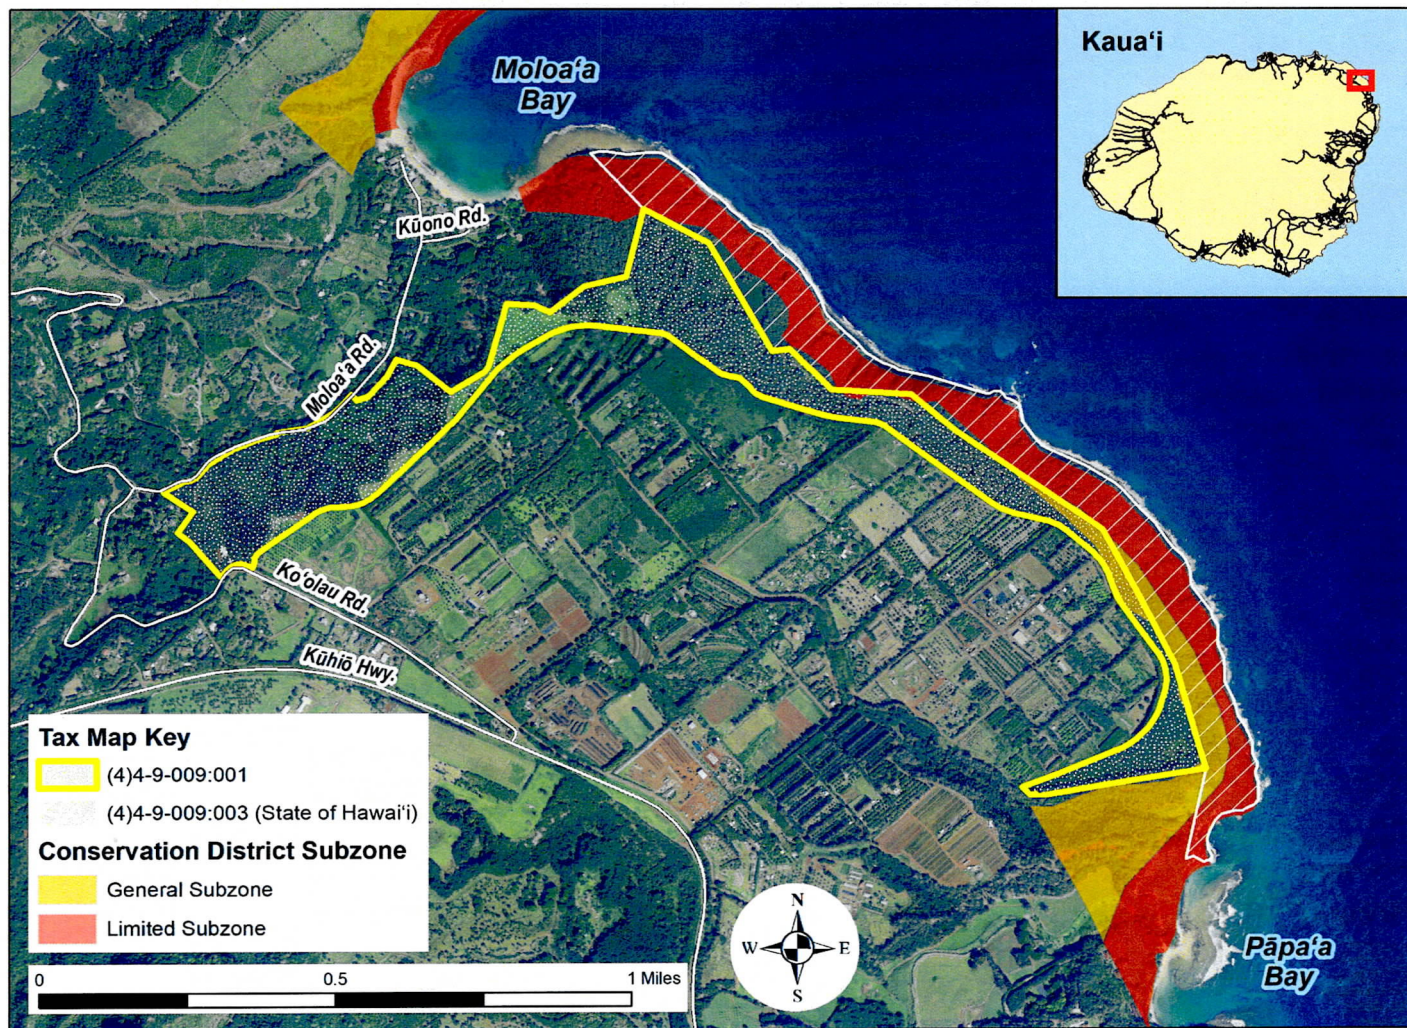 Kauaʻi
Moloaʻa
Bay
Kūono Rd.
Moloaʻa Rd.
Koʻolau Rd.
Kūhiō Hwy.
Tax Map Key
(4)4-9-009:001
(4)4-9-009:003 (State of Hawaiʻi)
Conservation District Subzone
General Subzone
Limited Subzone
0 0.5 1 Miles
N
W E
S
Pāpaʻa
Bay